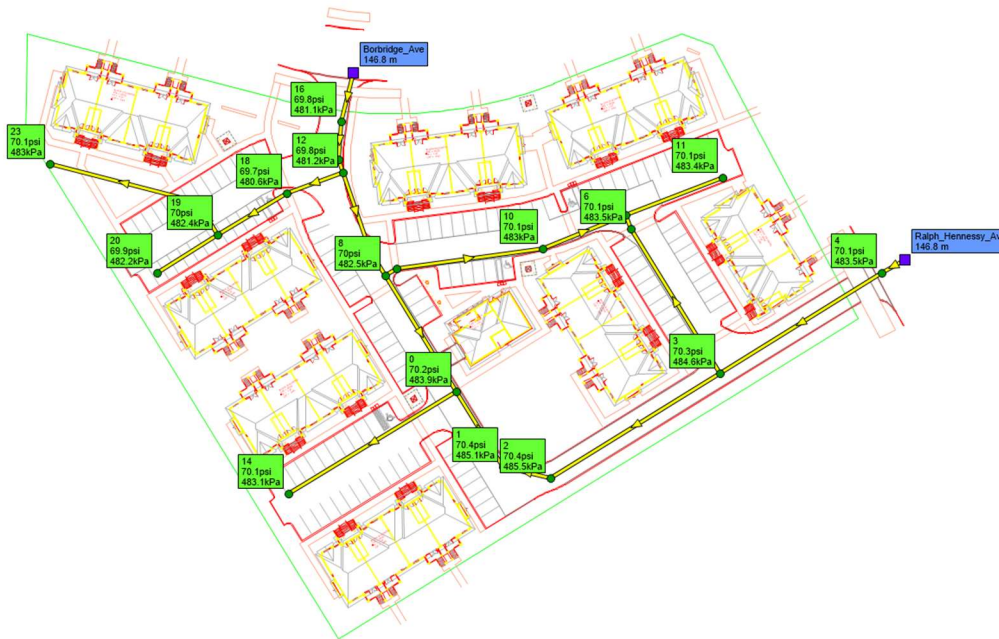 Borbridge_Ave
146.8 m
16
69.8psi
481.1kPa
12
69.8psi
481.2kPa
23
70.1psi
483kPa
18
69.7psi
480.6kPa
11
70.1psi
483.4kPa
19
70psi
482.4kPa
6
70.1psi
483.5kPa
10
70.1psi
483kPa
20
69.9psi
482.2kPa
8
70psi
482.5kPa
4
70.1psi
483.5kPa
Ralph_Hennessy_Av
146.8 m
0
70.2psi
483.9kPa
3
70.3psi
484.6kPa
1
70.4psi
485.1kPa
2
70.4psi
485.5kPa
14
70.1psi
483.1kPa